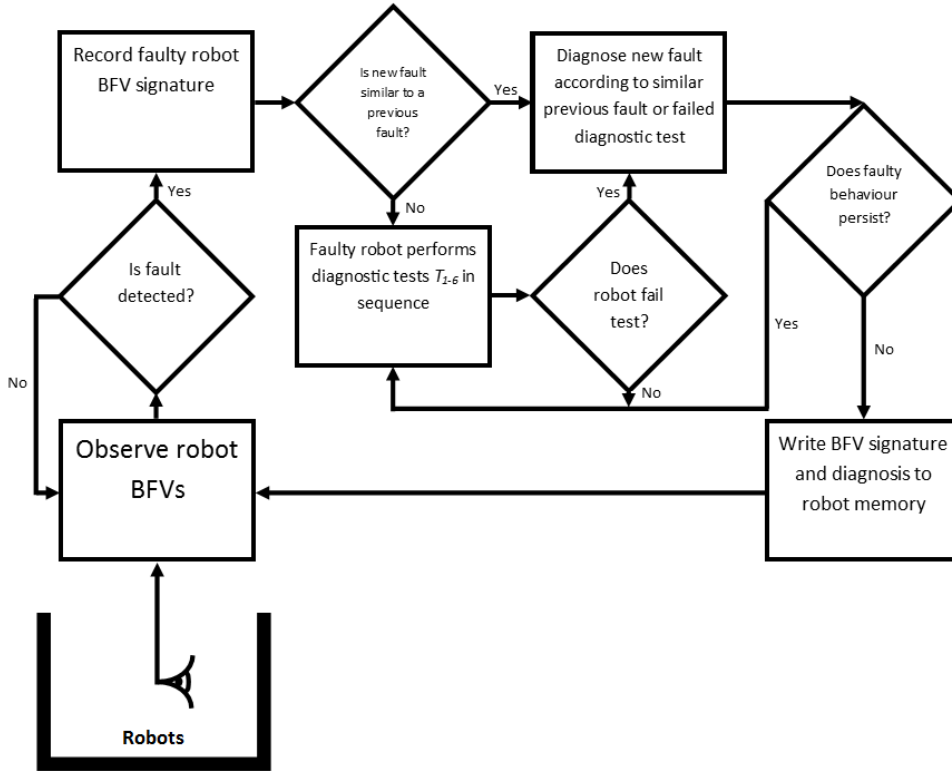 Record faulty robot
BFV signature
Is new fault
similar to a
previous
fault?
Yes
Diagnose new fault
according to similar
previous fault or failed
diagnostic test
Does faulty
behaviour
persist?
Yes
No
Yes
Is fault
detected?
Faulty robot performs
diagnostic tests T1-6 in
sequence
Does
robot fail
test?
Yes
No
No
No
Observe robot
BFVs
Write BFV signature
and diagnosis to
robot memory
Robots